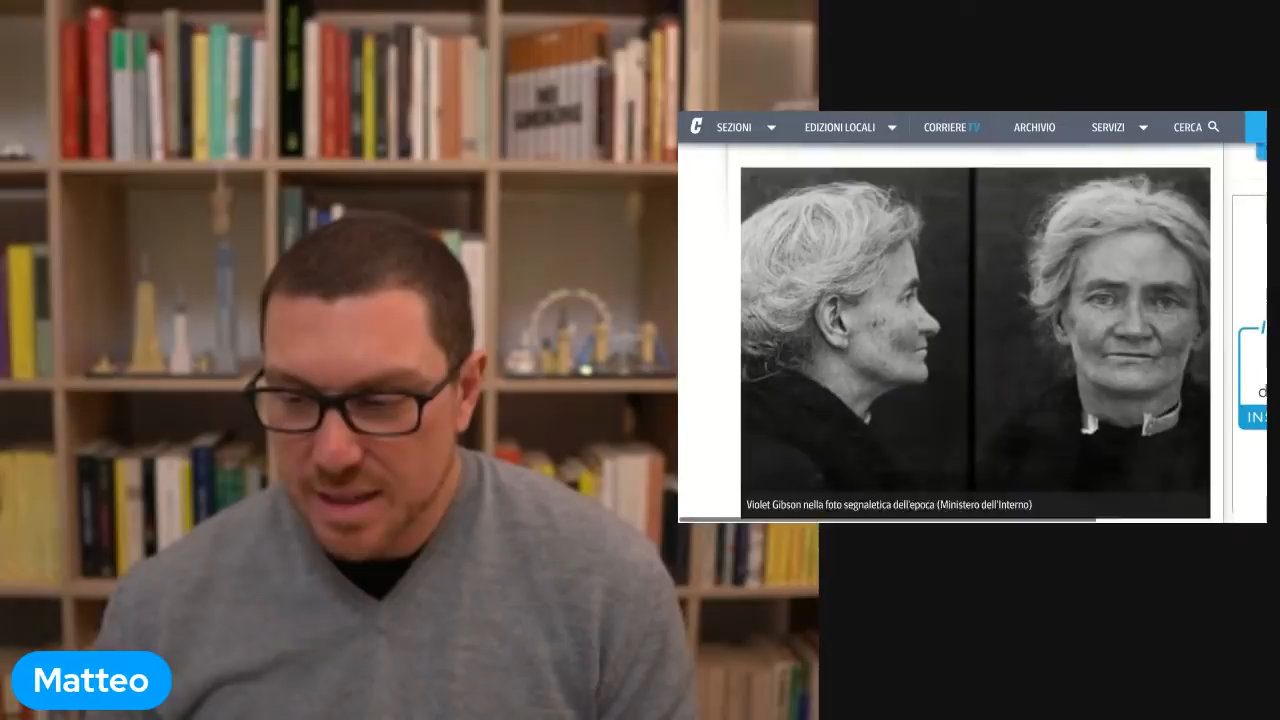 C SEZIONI EDIZIONI LOCALI CORRIERE TV ARCHIVIO SERVIZI CERCA
d
IN
Violet Gibson nella foto segnaletica dell'epoca (Ministero dell'Interno)
Matteo